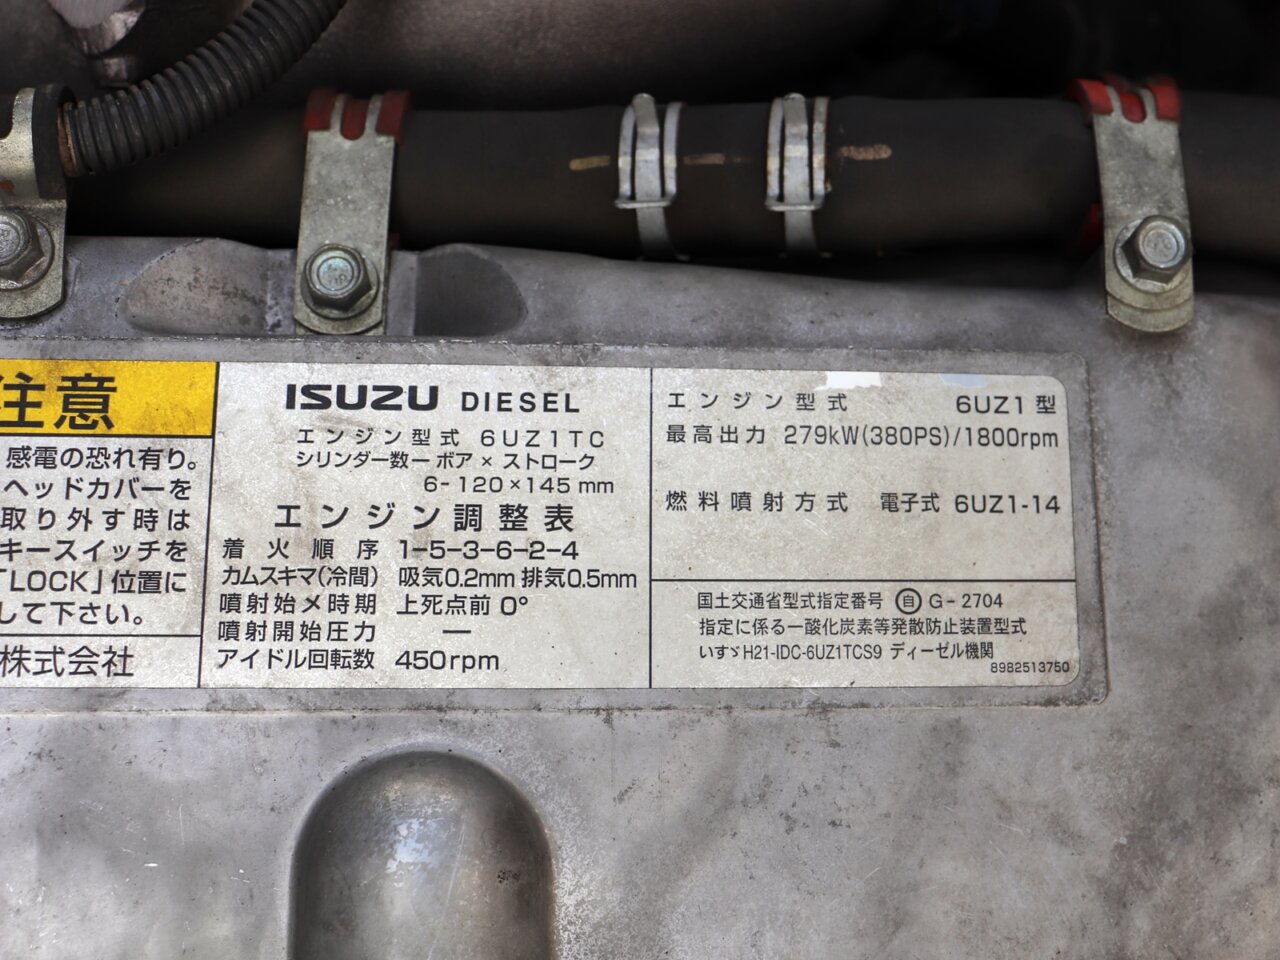 注意
感電の恐れ有り。
ヘッドカバーを
取り外す時は
キースイッチを
「LOCK」位置に
して下さい。
株式会社
ISUZU DIESEL
エンジン型式 6UZ1TC
シリンダー数ー ボア × ストローク
6-120×145 mm
エンジン調整表
着火順序 1-5-3-6-2-4
カムスキマ(冷間) 吸気0.2mm 排気0.5mm
噴射始メ時期 上死点前 0°
噴射開始圧力 ー
アイドル回転数 450rpm
エンジン型式 6UZ1型
最高出力 279kW(380PS)/1800rpm
燃料噴射方式 電子式 6UZ1-14
国土交通省型式指定番号 自 G-2704
指定に係る一酸化炭素等発散防止装置型式
いすゞH21-IDC-6UZ1TCS9 ディーゼル機関
8982513750